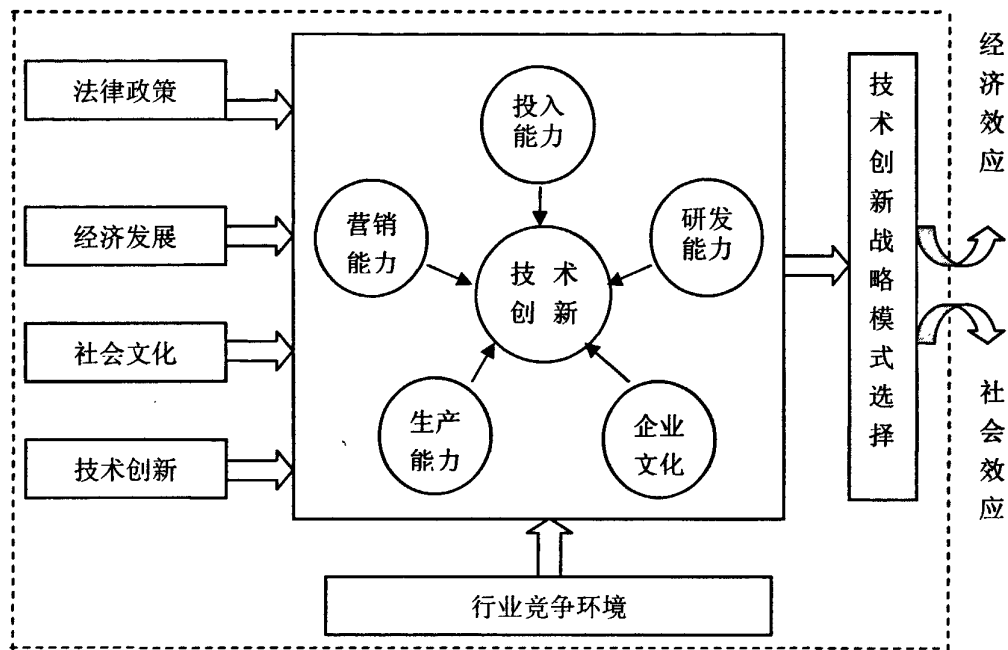 法律政策
经济发展
社会文化
技术创新
投入
能力
营销
能力
研发
能力
技术
创新
生产
能力
企业
文化
行业竞争环境
技术创新战略模式选择
经济效应
社会效应